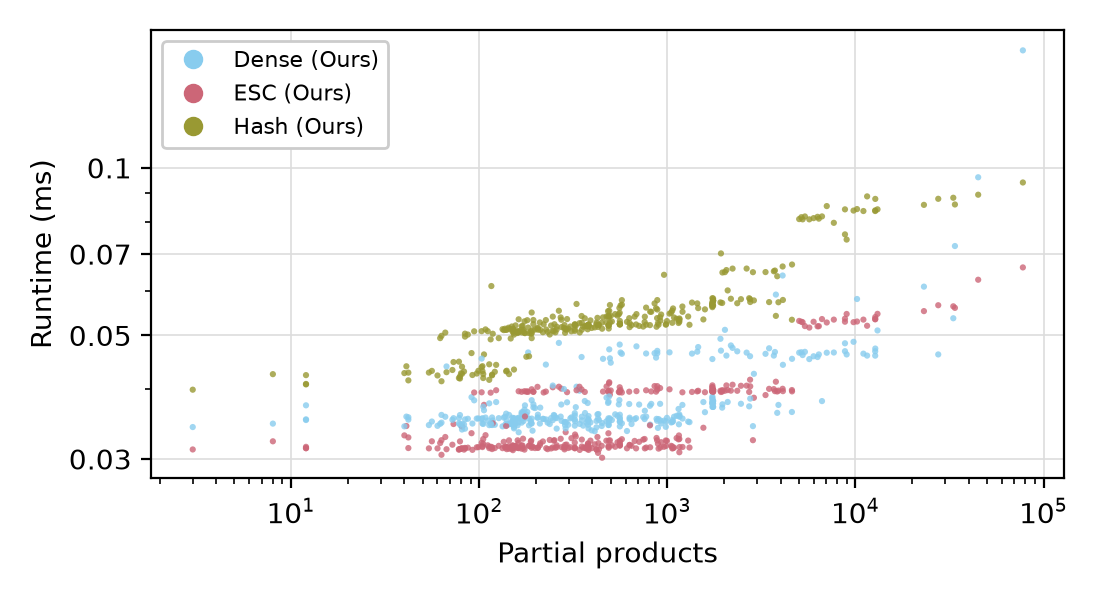 Dense (Ours)
ESC (Ours)
Hash (Ours)
0.1
0.07
0.05
0.03
Runtime (ms)
10¹
10²
10³
10⁴
10⁵
Partial products